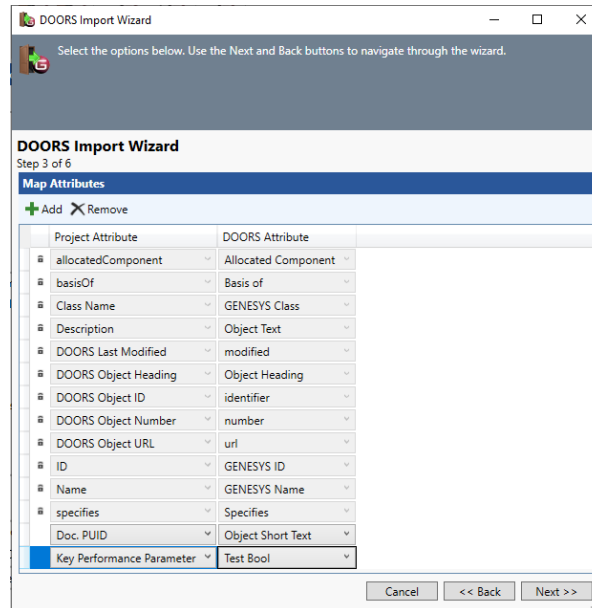 DOORS Import Wizard
Select the options below. Use the Next and Back buttons to navigate through the wizard.
DOORS Import Wizard
Step 3 of 6
Map Attributes
Add Remove
Project Attribute DOORS Attribute
allocatedComponent Allocated Component
basisOf Basis of
Class Name GENESYS Class
Description Object Text
DOORS Last Modified modified
DOORS Object Heading Object Heading
DOORS Object ID identifier
DOORS Object Number number
DOORS Object URL url
ID GENESYS ID
Name GENESYS Name
specifies Specifies
Doc. PUID Object Short Text
Key Performance Parameter Test Bool
Cancel << Back Next >>